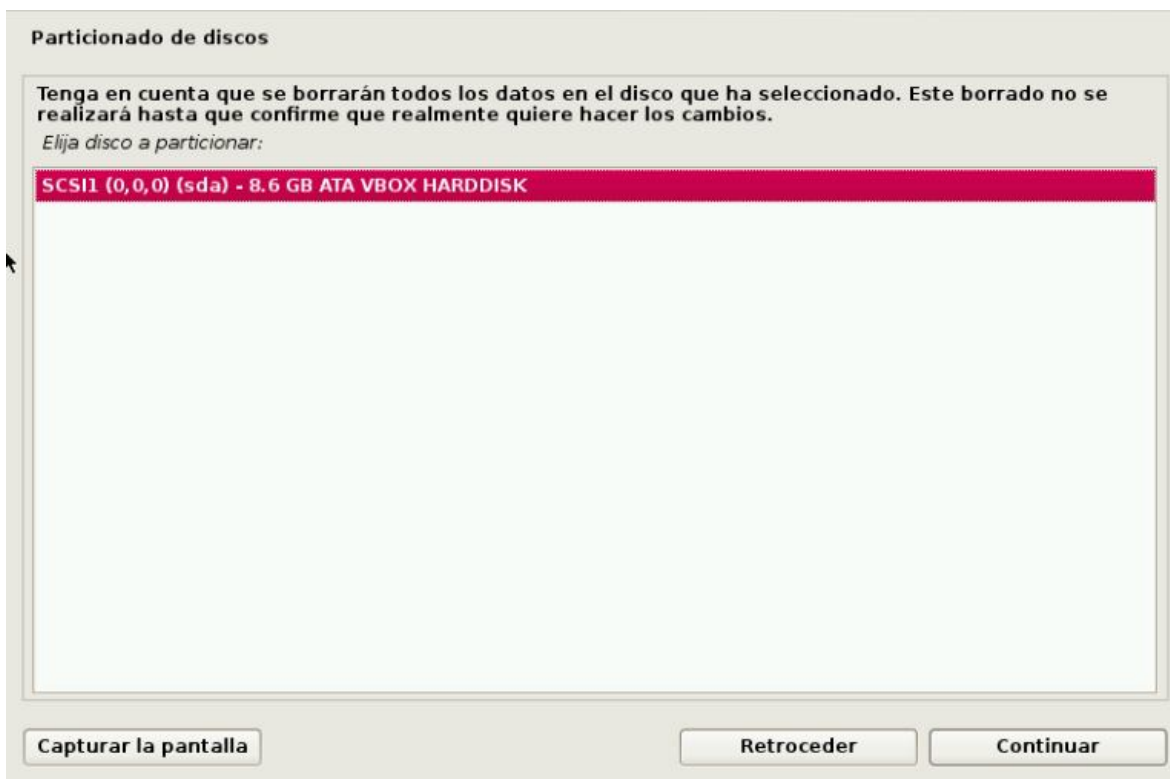 Particionado de discos
Tenga en cuenta que se borrarán todos los datos en el disco que ha seleccionado. Este borrado no se
realizará hasta que confirme que realmente quiere hacer los cambios.
Elija disco a particionar:
SCSI1 (0,0,0) (sda) - 8.6 GB ATA VBOX HARDDISK
Capturar la pantalla
Retroceder
Continuar